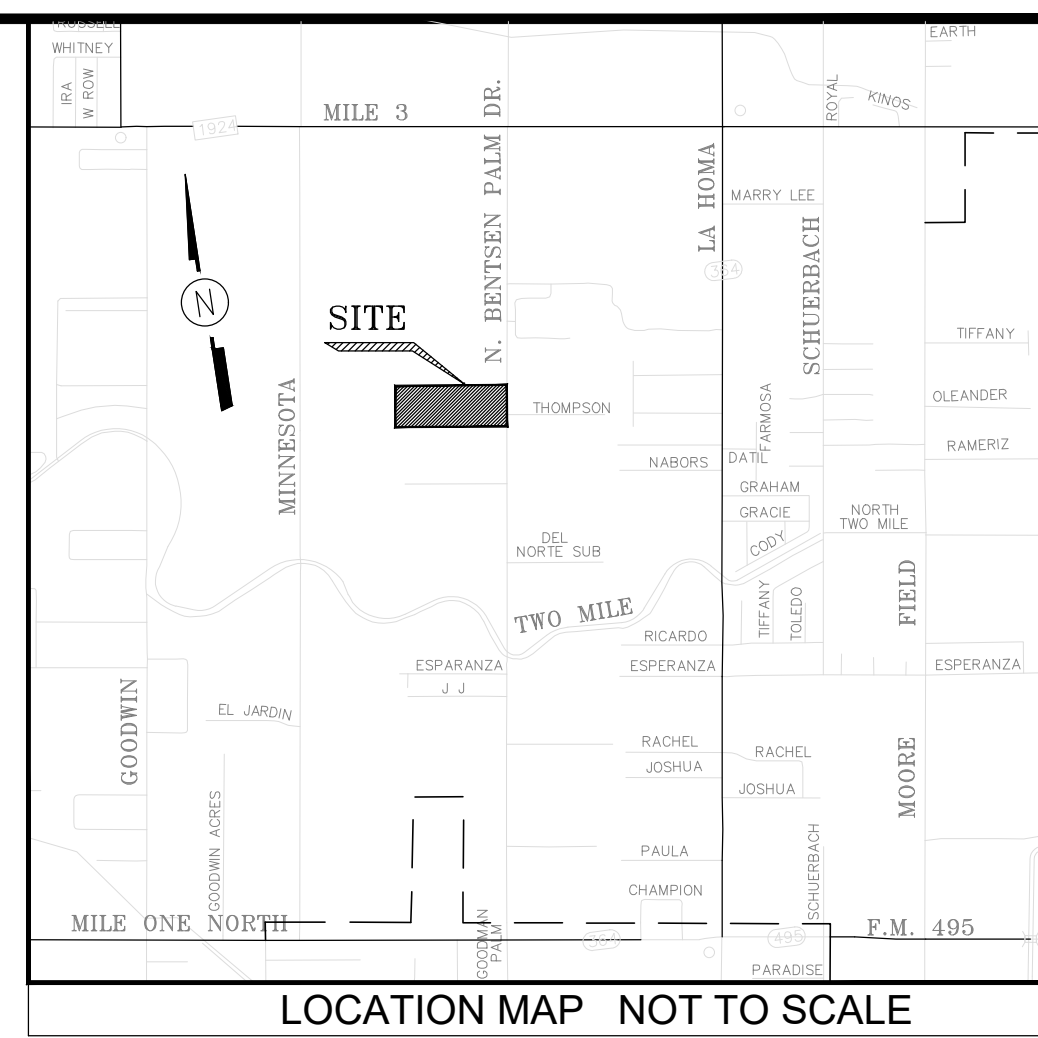 RUSSELL
EARTH
WHITNEY
IRA
W ROW
ROYAL
KINOS
MILE 3
1924
N. BENTSEN PALM DR.
LA HOMA
MARRY LEE
SCHUERBACH
364
N
SITE
TIFFANY
MINNESOTA
THOMPSON
FARMOSA
OLEANDER
RAMERIZ
NABORS
DATIL
GRAHAM
GRACIE
NORTH
TWO MILE
CODY
DEL
NORTE SUB
FIELD
TWO MILE
TIFFANY
TOLEDO
RICARDO
ESPARANZA
ESPERANZA
ESPERANZA
J J
GOODWIN
EL JARDIN
RACHEL
RACHEL
JOSHUA
JOSHUA
MOORE
GOODWIN ACRES
PAULA
SCHUERBACH
CHAMPION
MILE ONE NORTH
GOODMAN
PALM
F.M. 495
364
495
PARADISE
LOCATION MAP NOT TO SCALE